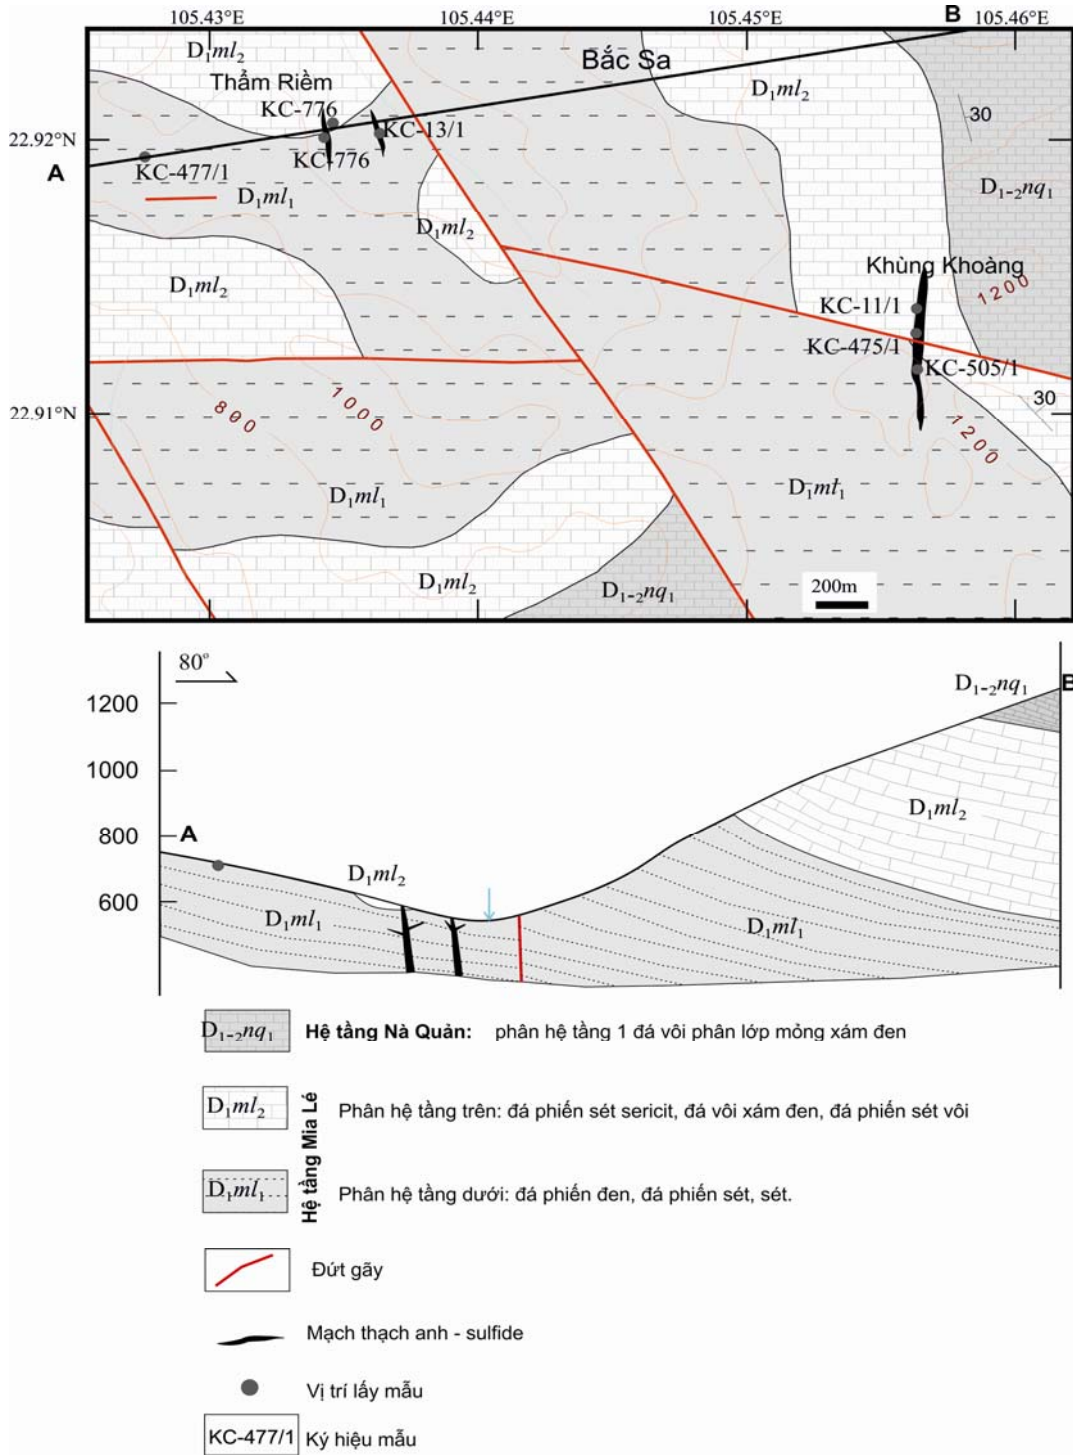 105.43°E 105.44°E 105.45°E B 105.46°E
D₁ml₂
Thẩm Riềm
Bắc Sa
KC-776
D₁ml₂
KC-13/1
30
22.92°N
KC-776
A
KC-477/1
D₁ml₁
D₁₋₂nq₁
D₁ml₂
Khùng Khoàng
D₁ml₂
1200
KC-11/1
KC-475/1
KC-505/1
800
1000
30
22.91°N
1200
D₁ml₁
D₁ml₁
D₁ml₂
D₁₋₂nq₁
200m
80º
D₁₋₂nq₁
B
1200
1000
D₁ml₂
800
A
D₁ml₂
600
D₁ml₁
D₁ml₁
D₁₋₂nq₁ Hệ tầng Nà Quản: phân hệ tầng 1 đá vôi phân lớp mỏng xám đen
Hệ tầng Mia Lé
D₁ml₂ Phân hệ tầng trên: đá phiến sét sericit, đá vôi xám đen, đá phiến sét vôi
D₁ml₁ Phân hệ tầng dưới: đá phiến đen, đá phiến sét, sét.
Đứt gãy
Mạch thạch anh - sulfide
Vị trí lấy mẫu
KC-477/1 Ký hiệu mẫu